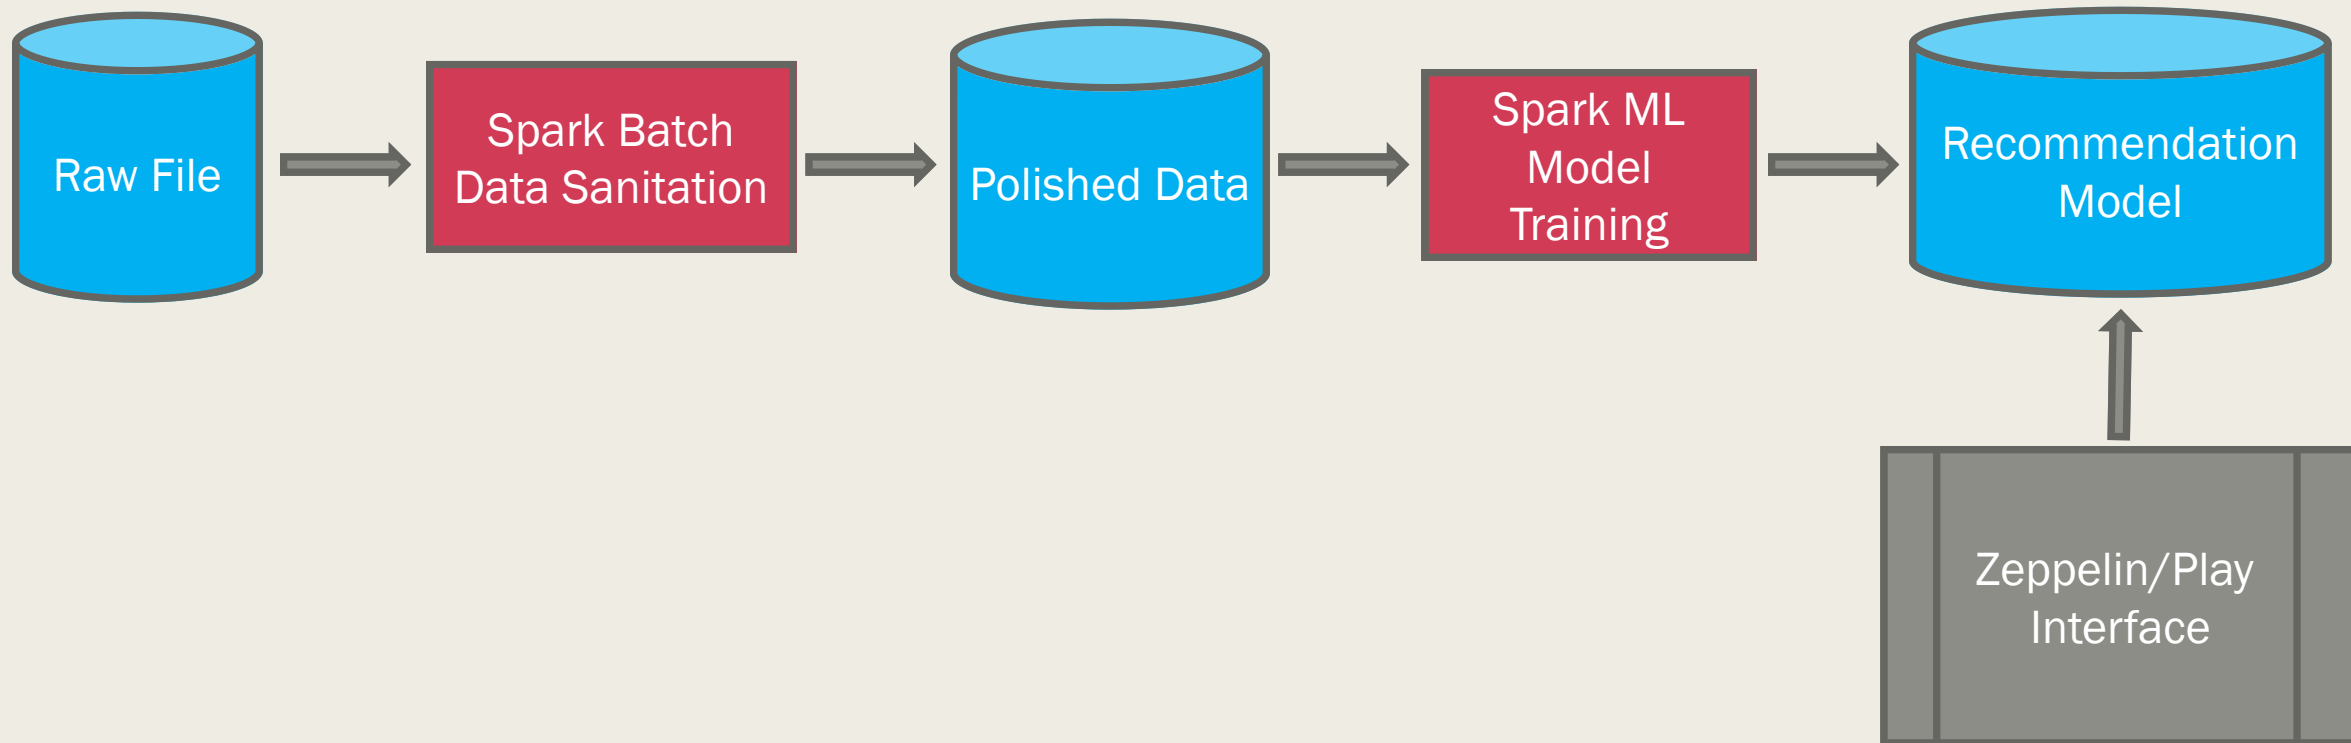 Raw File
Spark Batch
Data Sanitation
Polished Data
Spark ML
Model
Training
Recommendation
Model
Zeppelin/Play
Interface